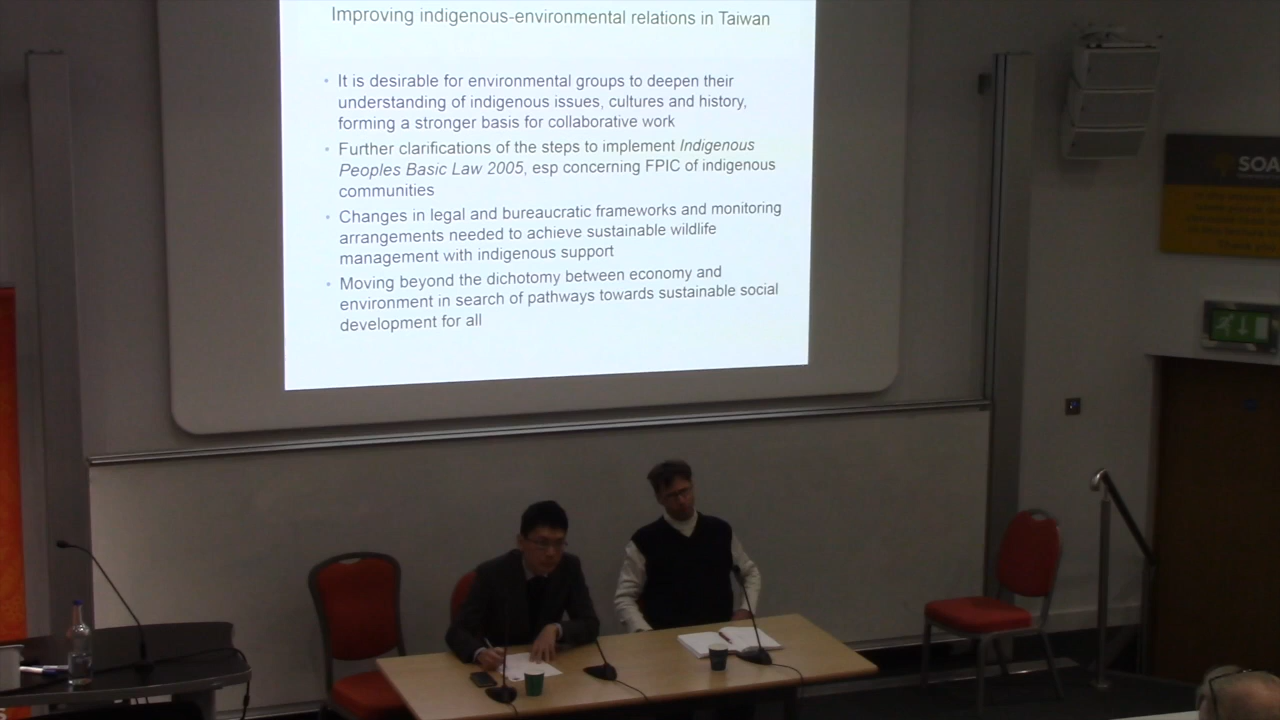 Improving indigenous-environmental relations in Taiwan
• It is desirable for environmental groups to deepen their
understanding of indigenous issues, cultures and history,
forming a stronger basis for collaborative work
• Further clarifications of the steps to implement Indigenous
Peoples Basic Law 2005, esp concerning FPIC of indigenous
communities
• Changes in legal and bureaucratic frameworks and monitoring
arrangements needed to achieve sustainable wildlife
management with indigenous support
• Moving beyond the dichotomy between economy and
environment in search of pathways towards sustainable social
development for all
SOA